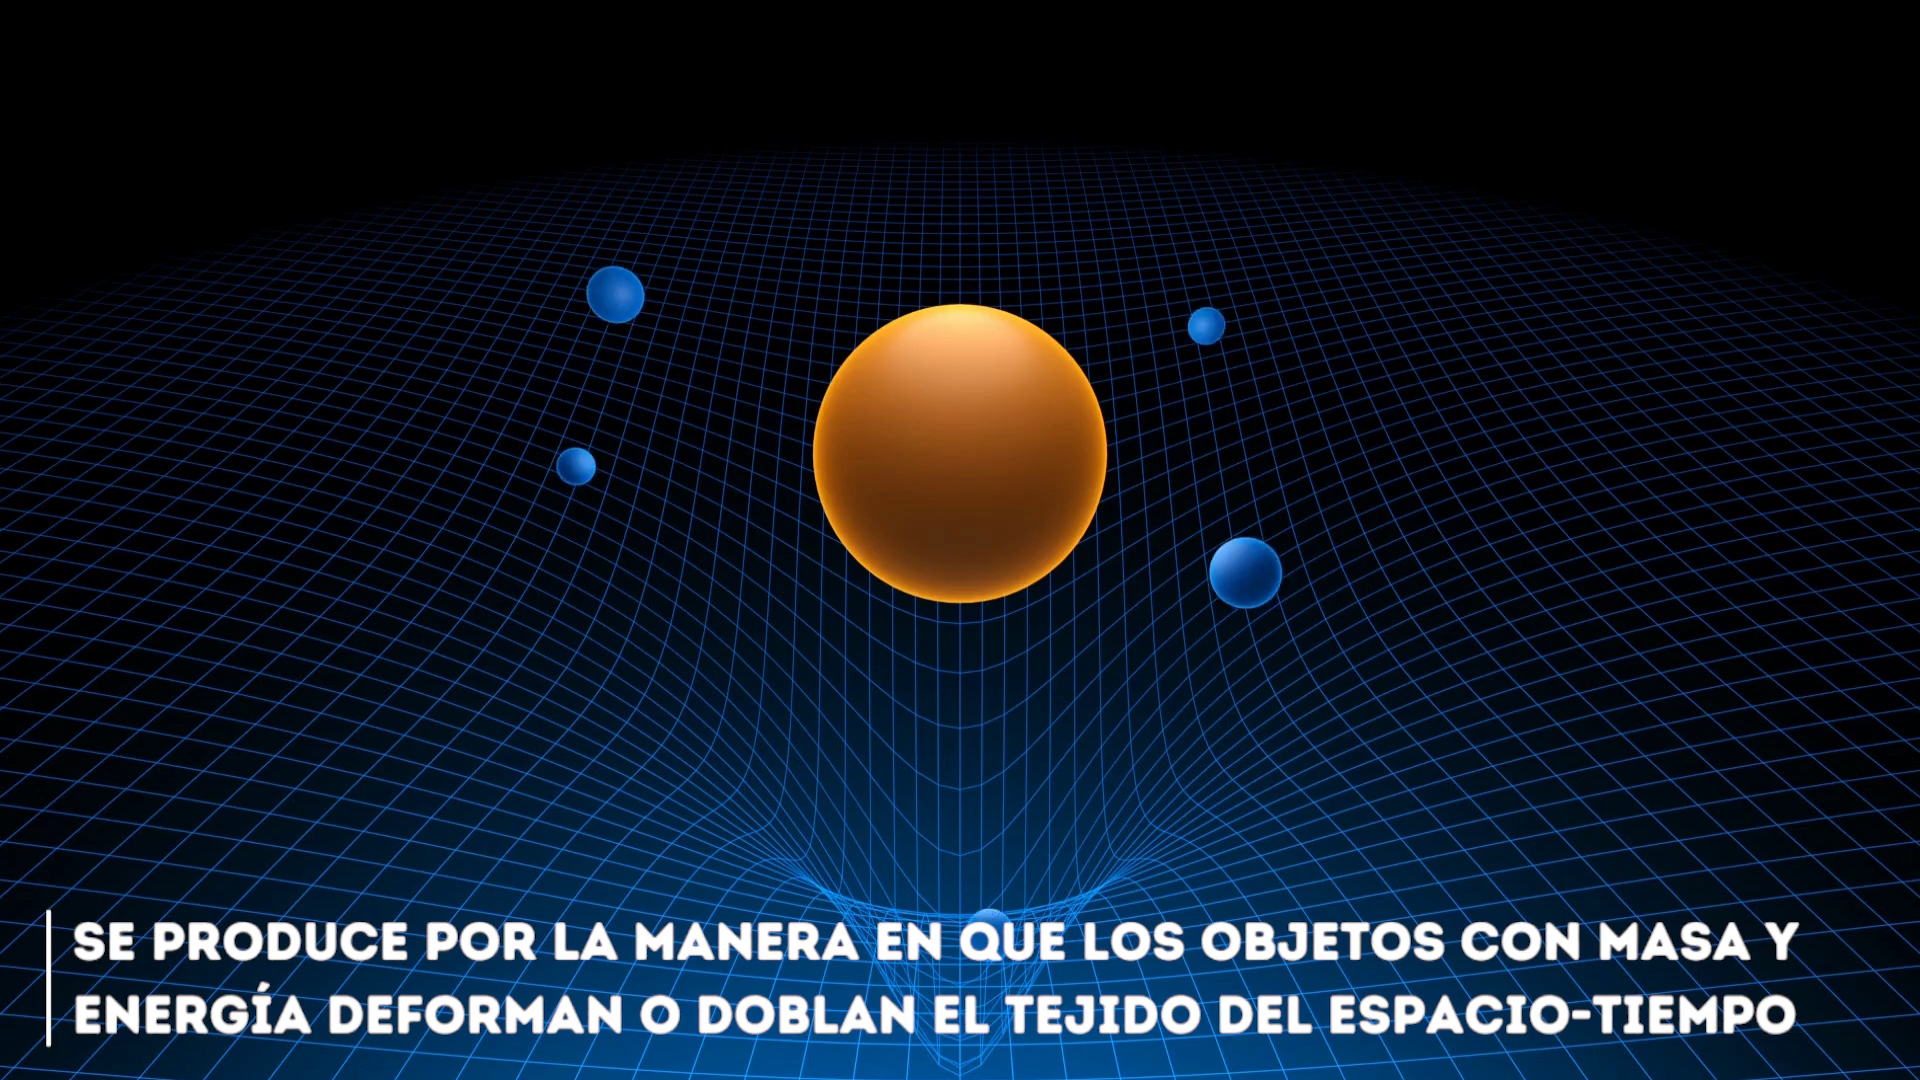 SE PRODUCE POR LA MANERA EN QUE LOS OBJETOS CON MASA Y
ENERGÍA DEFORMAN O DOBLAN EL TEJIDO DEL ESPACIO-TIEMPO